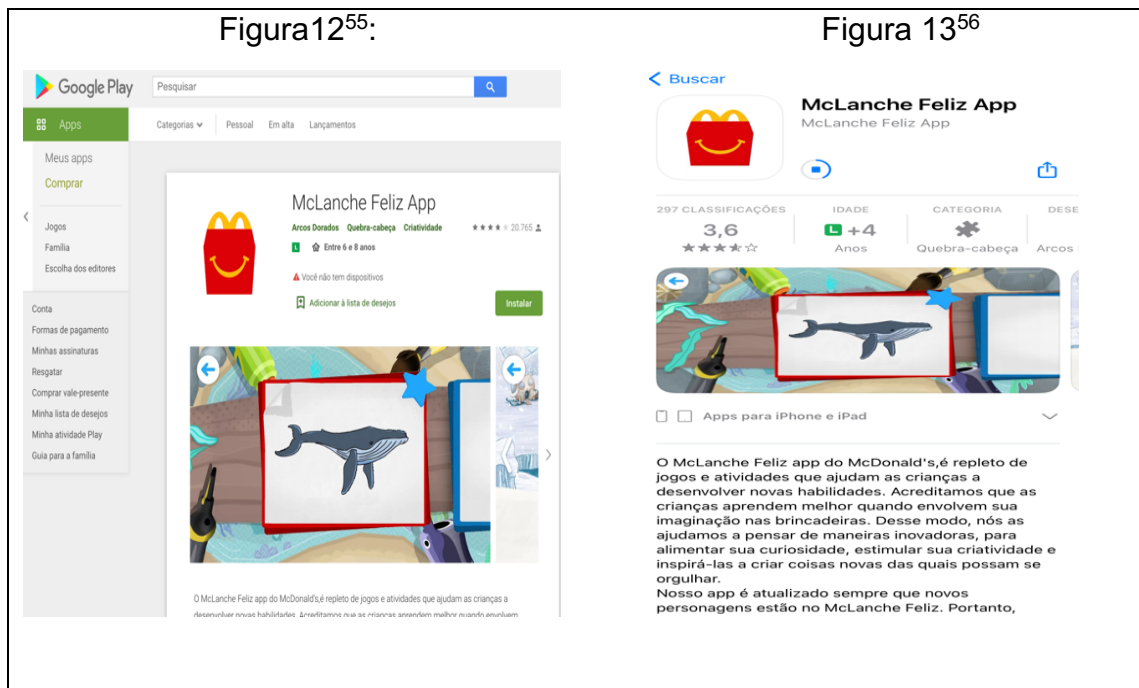 Figura12⁵⁵:
Google Play
Pesquisar
Apps
Categorias
Pessoal
Em alta
Lançamentos
Meus apps
Comprar
Jogos
Família
Escolha dos editores
Conta
Formas de pagamento
Minhas assinaturas
Resgatar
Comprar vale-presente
Minha lista de desejos
Minha atividade Play
Guia para a família
McLanche Feliz App
Arcos Dorados Quebra-cabeça Criatividade
20.765
L Entre 6 e 8 anos
Você não tem dispositivos
Adicionar à lista de desejos
Instalar
O McLanche Feliz app do McDonald's,é repleto de jogos e atividades que ajudam as crianças a
desenvolver novas habilidades. Acreditamos que as crianças aprendem melhor quando envolvem
Figura 13⁵⁶
Buscar
McLanche Feliz App
McLanche Feliz App
297 CLASSIFICAÇÕES
3,6
IDADE
L +4
Anos
CATEGORIA
Quebra-cabeça
DESE
Arcos
Apps para iPhone e iPad
O McLanche Feliz app do McDonald's,é repleto de
jogos e atividades que ajudam as crianças a
desenvolver novas habilidades. Acreditamos que as
crianças aprendem melhor quando envolvem sua
imaginação nas brincadeiras. Desse modo, nós as
ajudamos a pensar de maneiras inovadoras, para
alimentar sua curiosidade, estimular sua criatividade e
inspirá-las a criar coisas novas das quais possam se
orgulhar.
Nosso app é atualizado sempre que novos
personagens estão no McLanche Feliz. Portanto,